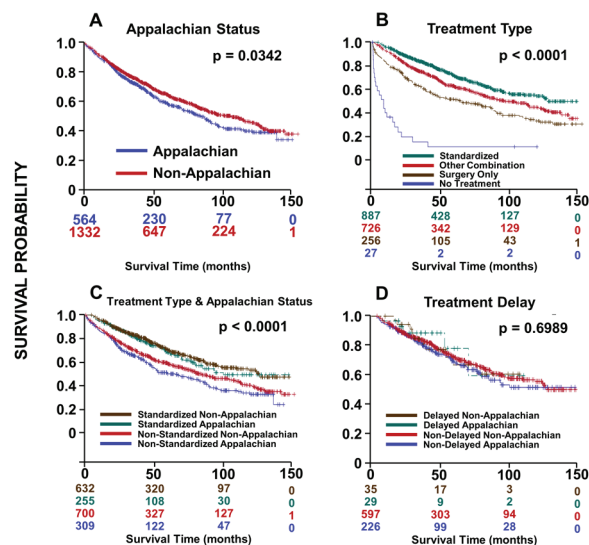 SURVIVAL PROBABILITY
A
Appalachian Status
p = 0.0342
1.0
0.8
0.6
0.4
0.2
0
Appalachian
Non-Appalachian
0 50 100 150
564 230 77 0
1332 647 224 1
Survival Time (months)
B
Treatment Type
p < 0.0001
1.0
0.8
0.6
0.4
0.2
0
Standardized
Other Combination
Surgery Only
No Treatment
0 50 100 150
887 428 127 0
726 342 129 0
256 105 43 1
27 2 2 0
Survival Time (months)
C
Treatment Type & Appalachian Status
p < 0.0001
1.0
0.8
0.6
0.4
0.2
0
Standardized Non-Appalachian
Standardized Appalachian
Non-Standardized Non-Appalachian
Non-Standardized Appalachian
0 50 100 150
632 320 97 0
255 108 30 0
700 327 127 1
309 122 47 0
Survival Time (months)
D
Treatment Delay
p = 0.6989
1.0
0.8
0.6
0.4
0.2
0
Delayed Non-Appalachian
Delayed Appalachian
Non-Delayed Non-Appalachian
Non-Delayed Appalachian
0 50 100 150
35 17 3 0
29 9 2 0
597 303 94 0
226 99 28 0
Survival Time (months)